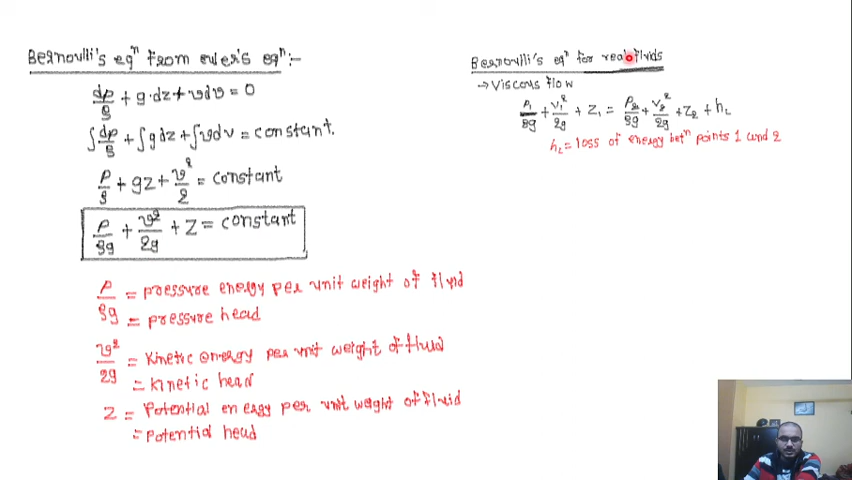 Bernoulli's eqⁿ from euler's eqⁿ:-
dp/ρ + g.dz + vdv = 0
∫dp/ρ + ∫gdz + ∫vdv = constant.
p/ρ + gz + v²/2 = constant
p/ρg + v²/2g + z = constant
p/ρg = pressure energy per unit weight of fluid
= pressure head
v²/2g = Kinetic energy per unit weight of fluid
= kinetic head
z = Potential energy per unit weight of fluid
= Potential head
Bernoulli's eqⁿ for real fluids
→ Viscous flow
p₁/ρg + v₁²/2g + z₁ = p₂/ρg + v₂²/2g + z₂ + h_L
h_L = loss of energy betⁿ points 1 and 2